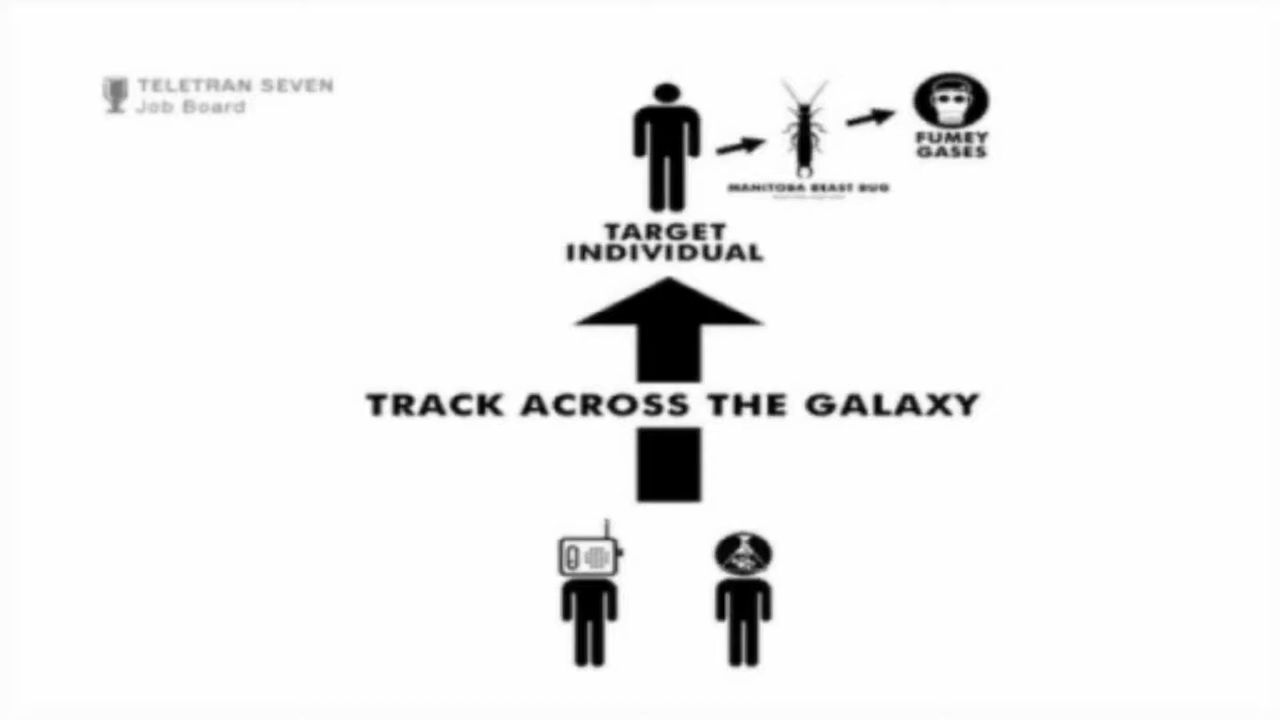 TELETRAN SEVEN
Job Board
FUMEY
GASES
MANITOBA BEAST BUG
TARGET
INDIVIDUAL
TRACK ACROSS THE GALAXY